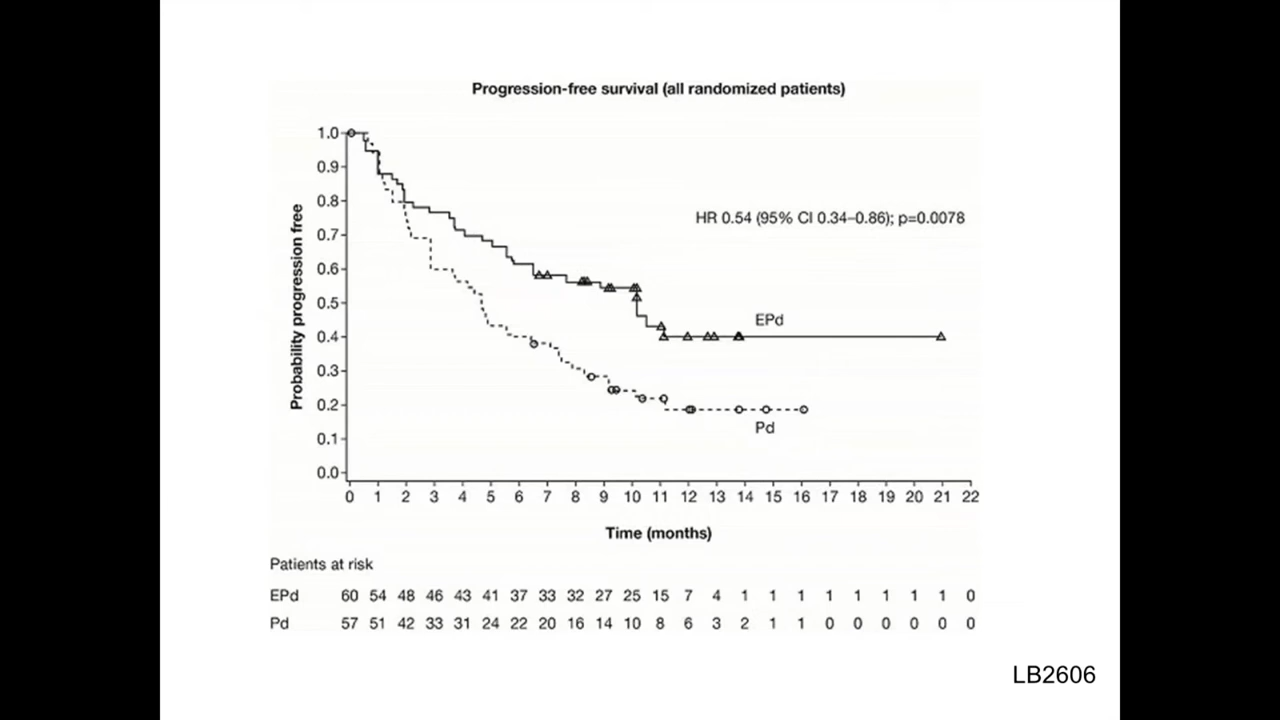 Progression-free survival (all randomized patients)
1.0
0.9
0.8
0.7
0.6
0.5
0.4
0.3
0.2
0.1
0.0
Probability progression free
HR 0.54 (95% CI 0.34–0.86); p=0.0078
EPd
Pd
0 1 2 3 4 5 6 7 8 9 10 11 12 13 14 15 16 17 18 19 20 21 22
Time (months)
Patients at risk
EPd 60 54 48 46 43 41 37 33 32 27 25 15 7 4 1 1 1 1 1 1 1 1 0
Pd 57 51 42 33 31 24 22 20 16 14 10 8 6 3 2 1 1 0 0 0 0 0 0
LB2606